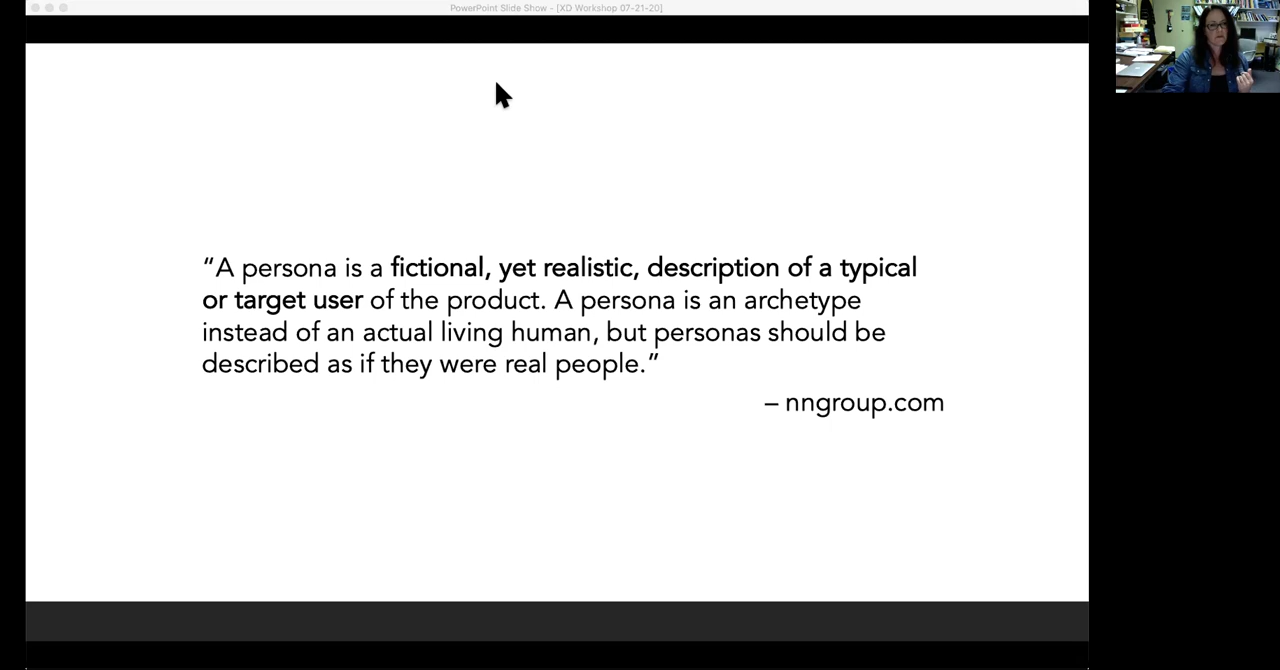 PowerPoint Slide Show - [XD Workshop 07-21-20]
“A persona is a fictional, yet realistic, description of a typical
or target user of the product. A persona is an archetype
instead of an actual living human, but personas should be
described as if they were real people.”
– nngroup.com